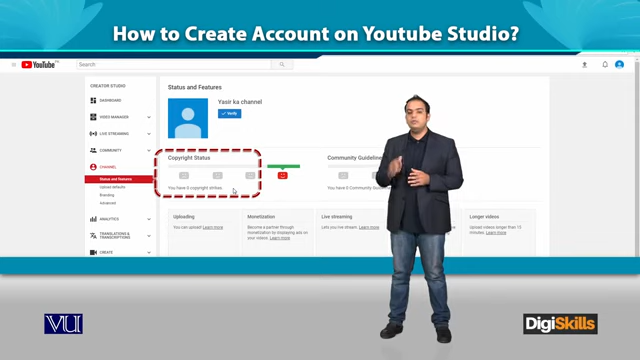 How to Create Account on Youtube Studio?
YouTube
Search
CREATOR STUDIO
Status and Features
DASHBOARD
Yasir ka channel
VIDEO MANAGER
Verify
LIVE STREAMING
COMMUNITY
Copyright Status
Community Guideline
CHANNEL
Status and features
You have 0 copyright strikes
You have 0 Community
Upload defaults
Branding
Advanced
Uploading
Monetization
Live streaming
Longer videos
ANALYTICS
You can upload! Learn more
Become a partner through monetization by displaying ads on your videos. Learn more
Lets you live stream. Learn more
Upload videos longer than 15 minutes. Learn more
TRANSLATIONS & TRANSCRIPTIONS
CREATE
VU
DigiSkills